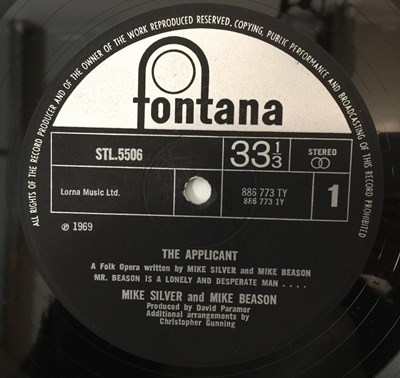 ALL RIGHTS OF THE RECORD PRODUCER AND OF THE OWNER OF THE WORK REPRODUCED RESERVED. COPYING, PUBLIC PERFORMANCE AND BROADCASTING OF THIS RECORD PROHIBITED
fontana
STL.5506
33 1/3
STEREO
Lorna Music Ltd.
886 773 TY
886 773 1Y
1
℗ 1969
THE APPLICANT
A Folk Opera written by MIKE SILVER and MIKE BEASON
MR. BEASON IS A LONELY AND DESPERATE MAN ....
MIKE SILVER and MIKE BEASON
Produced by David Paramor
Additional arrangements by
Christopher Gunning